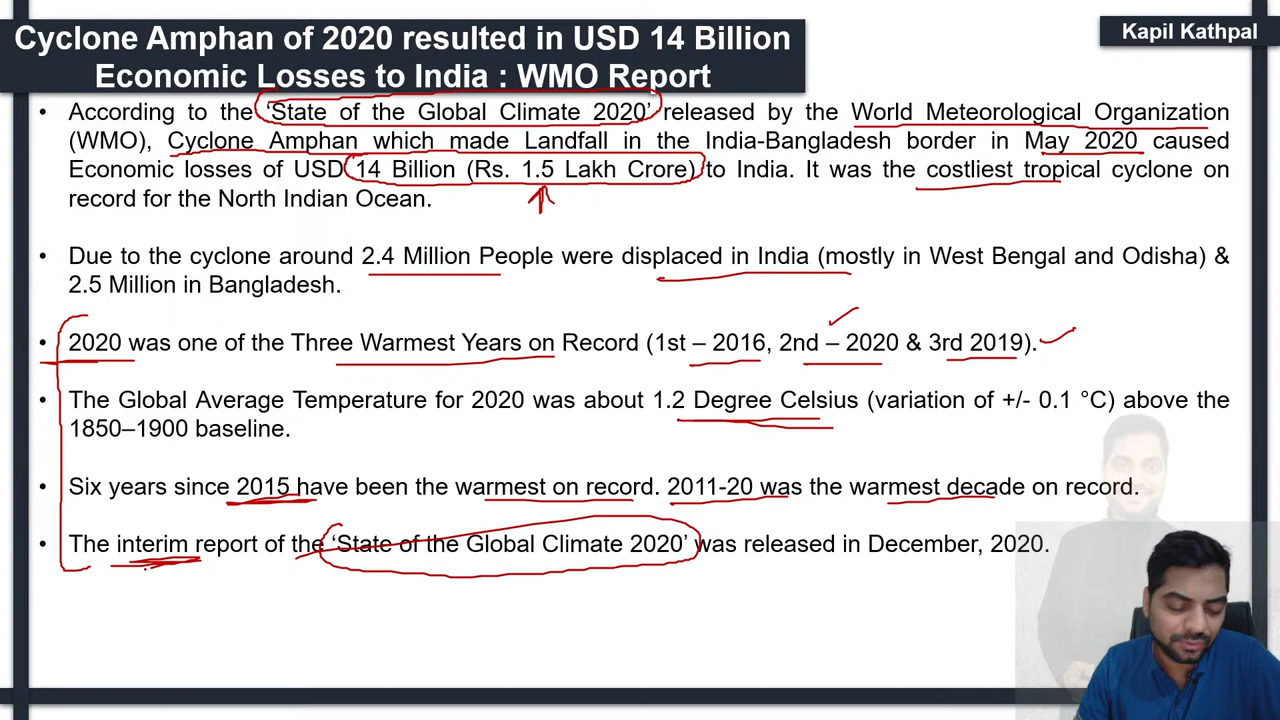 Cyclone Amphan of 2020 resulted in USD 14 Billion
Economic Losses to India : WMO Report
Kapil Kathpal
• According to the ‘State of the Global Climate 2020’ released by the World Meteorological Organization
(WMO), Cyclone Amphan which made Landfall in the India-Bangladesh border in May 2020 caused
Economic losses of USD 14 Billion (Rs. 1.5 Lakh Crore) to India. It was the costliest tropical cyclone on
record for the North Indian Ocean.
• Due to the cyclone around 2.4 Million People were displaced in India (mostly in West Bengal and Odisha) &
2.5 Million in Bangladesh.
• 2020 was one of the Three Warmest Years on Record (1st – 2016, 2nd – 2020 & 3rd 2019).
• The Global Average Temperature for 2020 was about 1.2 Degree Celsius (variation of +/- 0.1 °C) above the
1850–1900 baseline.
• Six years since 2015 have been the warmest on record. 2011-20 was the warmest decade on record.
• The interim report of the ‘State of the Global Climate 2020’ was released in December, 2020.